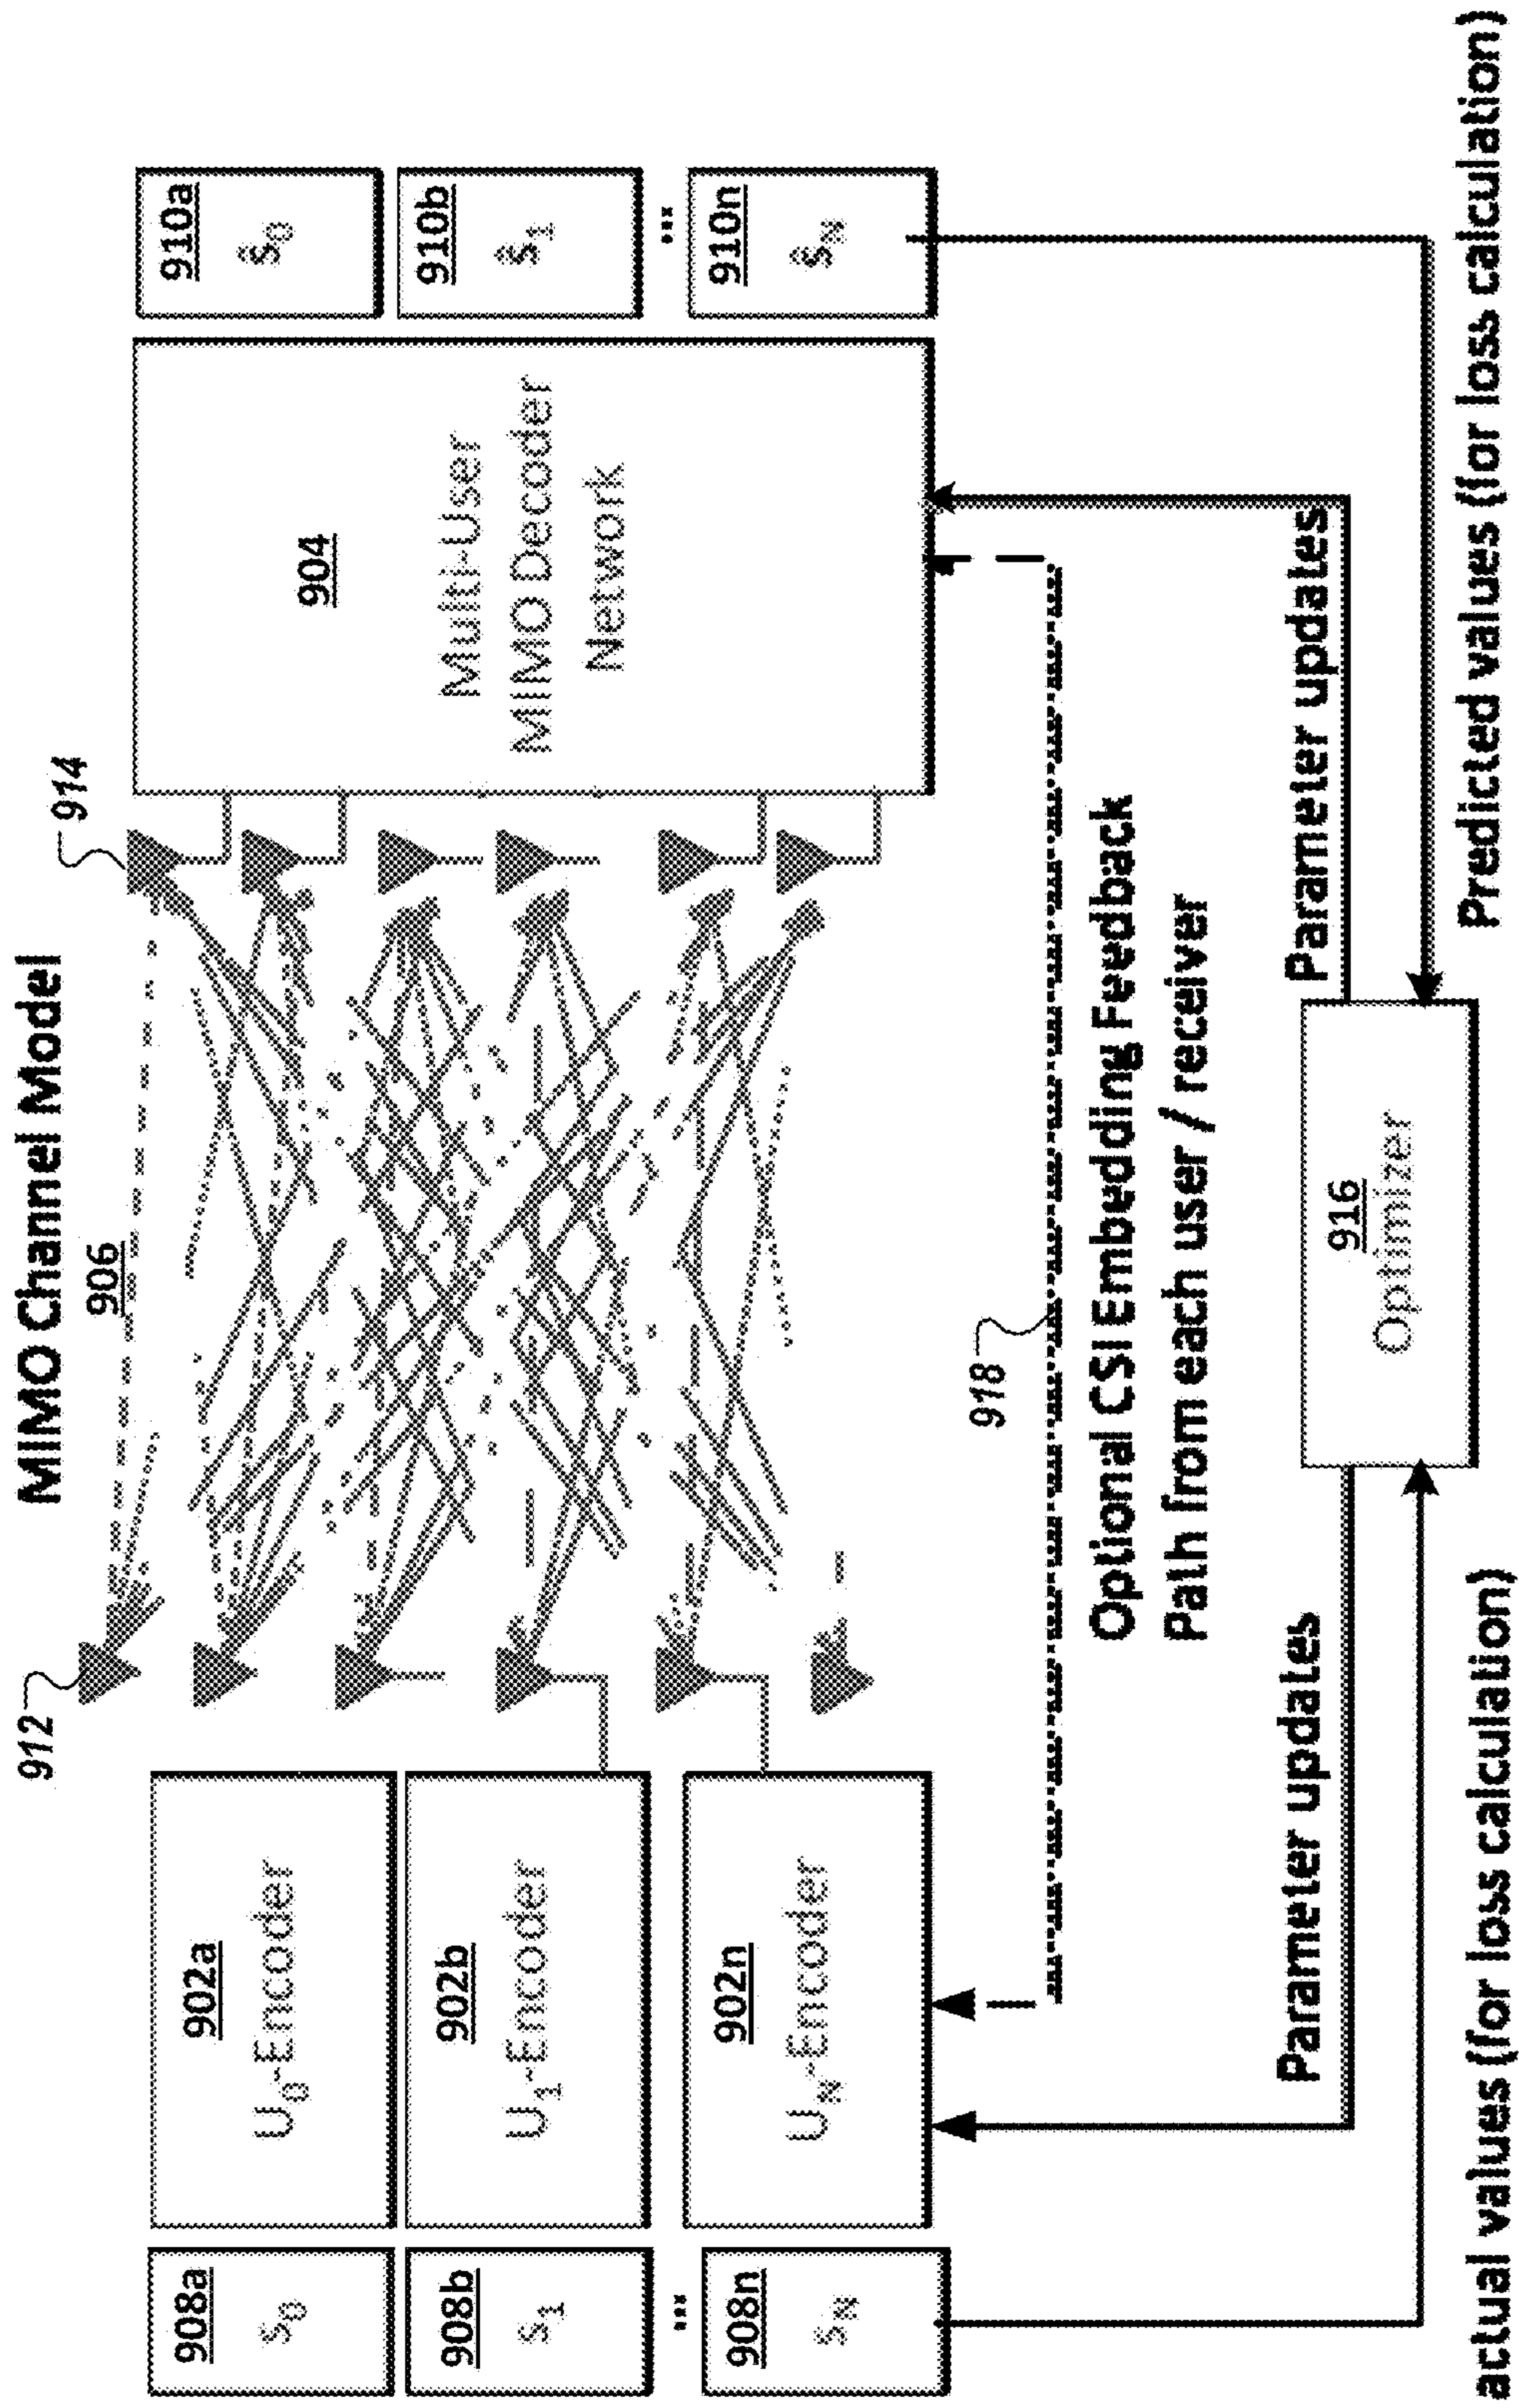 MIMO Channel Model
906
912
914
908a
s0
908b
s1
...
908n
sN
902a
U0-Encoder
902b
U1-Encoder
902n
UN-Encoder
904
Multi-User
MIMO Decoder
Network
910a
ŝ0
910b
ŝ1
...
910n
ŝN
918
Optional CSI Embedding Feedback
Path from each user / receiver
Parameter updates
Parameter updates
916
Optimizer
actual values (for loss calculation)
Predicted values (for loss calculation)